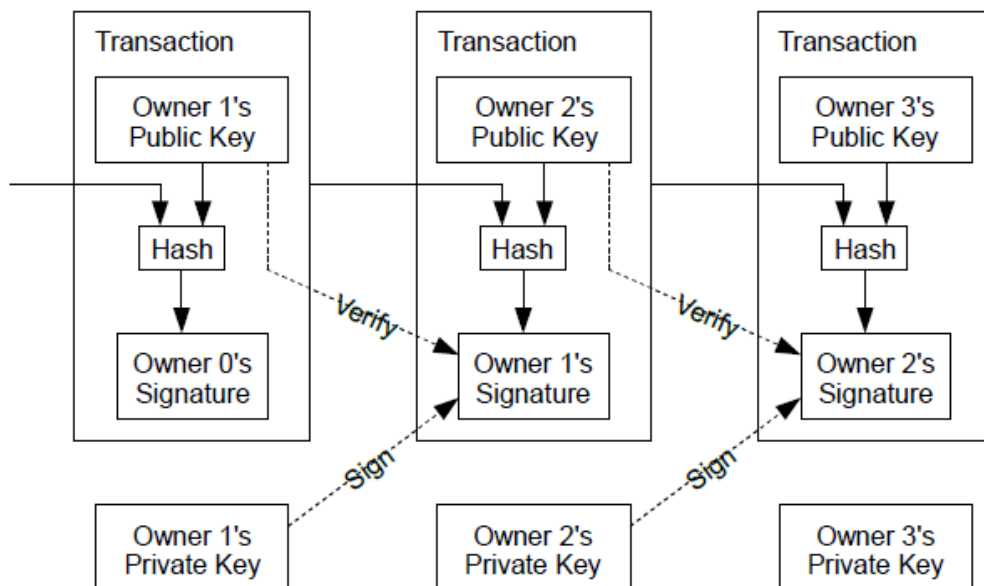 Transaction
Owner 1's
Public Key
Hash
Owner 0's
Signature
Transaction
Owner 2's
Public Key
Hash
Verify
Owner 1's
Signature
Transaction
Owner 3's
Public Key
Hash
Verify
Owner 2's
Signature
Sign
Sign
Owner 1's
Private Key
Owner 2's
Private Key
Owner 3's
Private Key